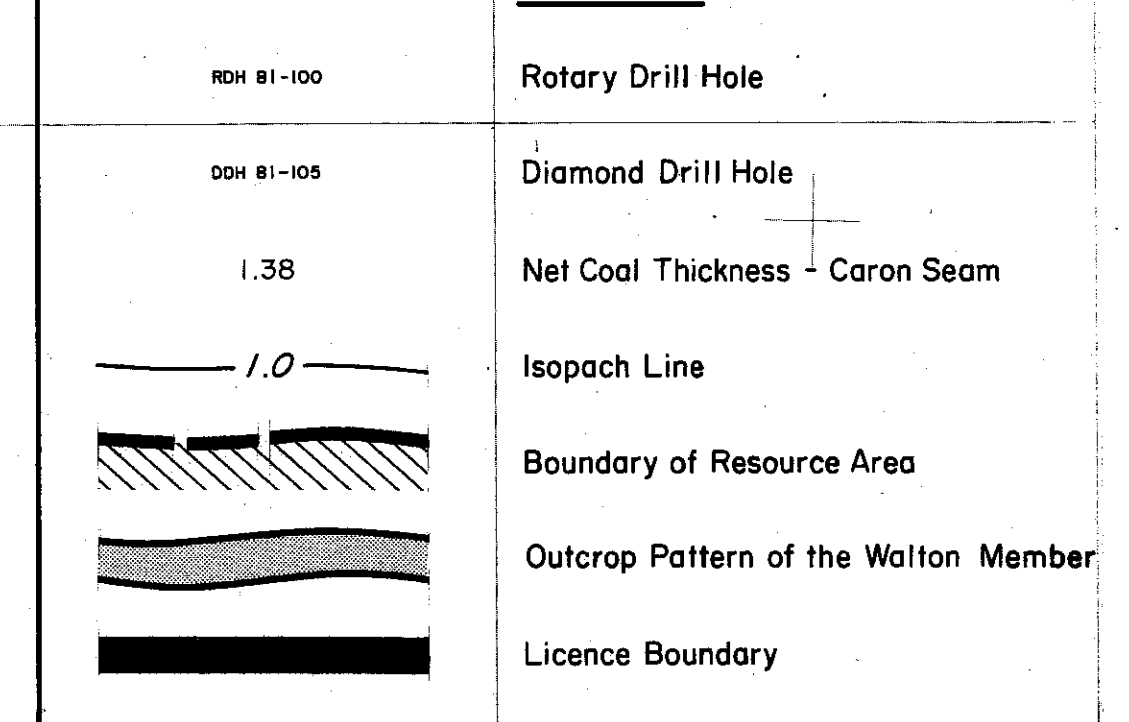 RDH 81-100 Rotary Drill Hole
DDH 81-105 Diamond Drill Hole
1.38 Net Coal Thickness - Caron Seam
1.0 Isopach Line
Boundary of Resource Area
Outcrop Pattern of the Walton Member
Licence Boundary